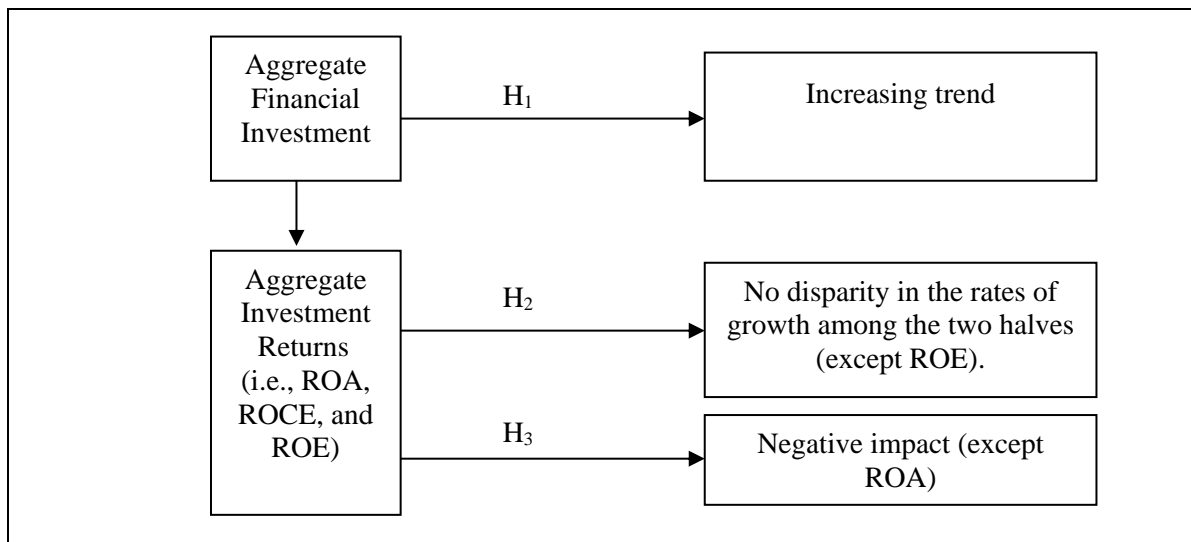 Aggregate
Financial
Investment
H₁
Increasing trend
Aggregate
Investment
Returns
(i.e., ROA,
ROCE, and
ROE)
H₂
No disparity in the rates of
growth among the two halves
(except ROE).
H₃
Negative impact (except
ROA)